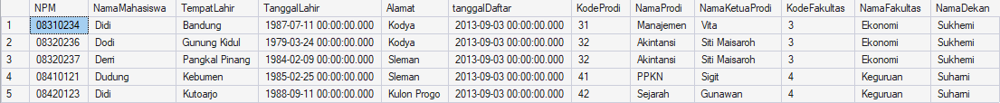 NPM NamaMahasiswa TempatLahir TanggalLahir Alamat tanggalDaftar KodeProdi NamaProdi NamaKetuaProdi KodeFakultas NamaFakultas NamaDekan
1 08310234 Didi Bandung 1987-07-11 00:00:00.000 Kodya 2013-09-03 00:00:00.000 31 Manajemen Vita 3 Ekonomi Sukhemi
2 08320236 Dodi Gunung Kidul 1979-03-24 00:00:00.000 Kodya 2013-09-03 00:00:00.000 32 Akintansi Siti Maisaroh 3 Ekonomi Sukhemi
3 08320237 Derri Pangkal Pinang 1984-02-09 00:00:00.000 Sleman 2013-09-03 00:00:00.000 32 Akintansi Siti Maisaroh 3 Ekonomi Sukhemi
4 08410121 Dudung Kebumen 1985-02-25 00:00:00.000 Sleman 2013-09-03 00:00:00.000 41 PPKN Sigit 4 Keguruan Suharni
5 08420123 Didi Kutoarjo 1988-09-11 00:00:00.000 Kulon Progo 2013-09-03 00:00:00.000 42 Sejarah Gunawan 4 Keguruan Suharni